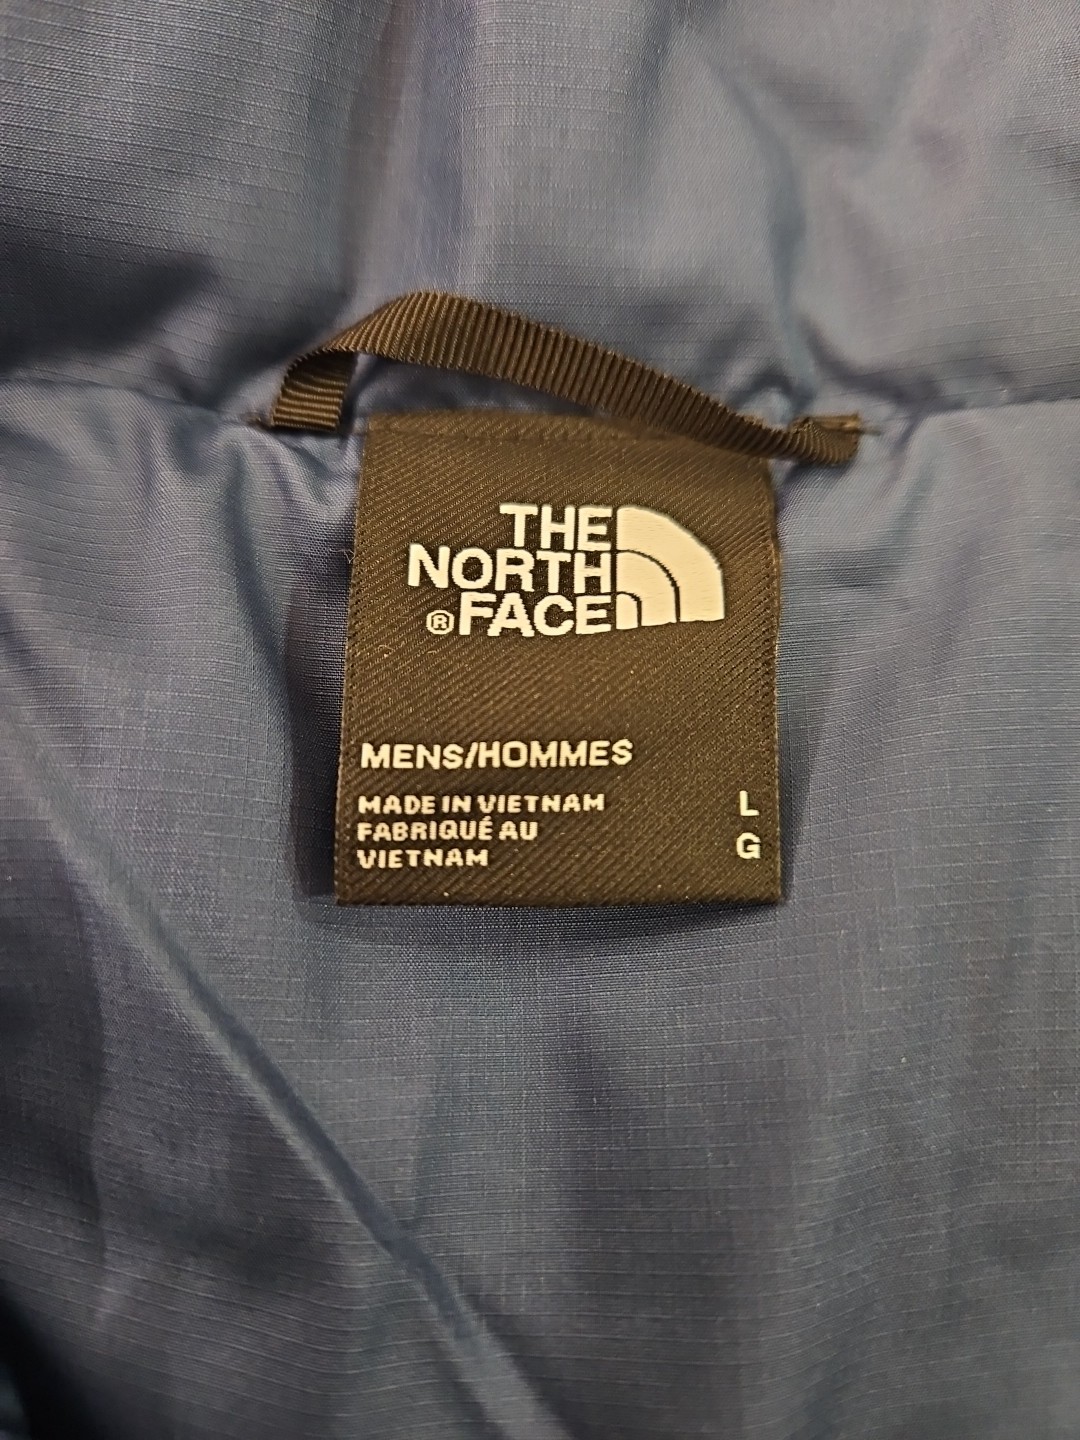 THE
NORTH
® FACE
MENS/HOMMES
MADE IN VIETNAM
FABRIQUÉ AU
VIETNAM
L
G